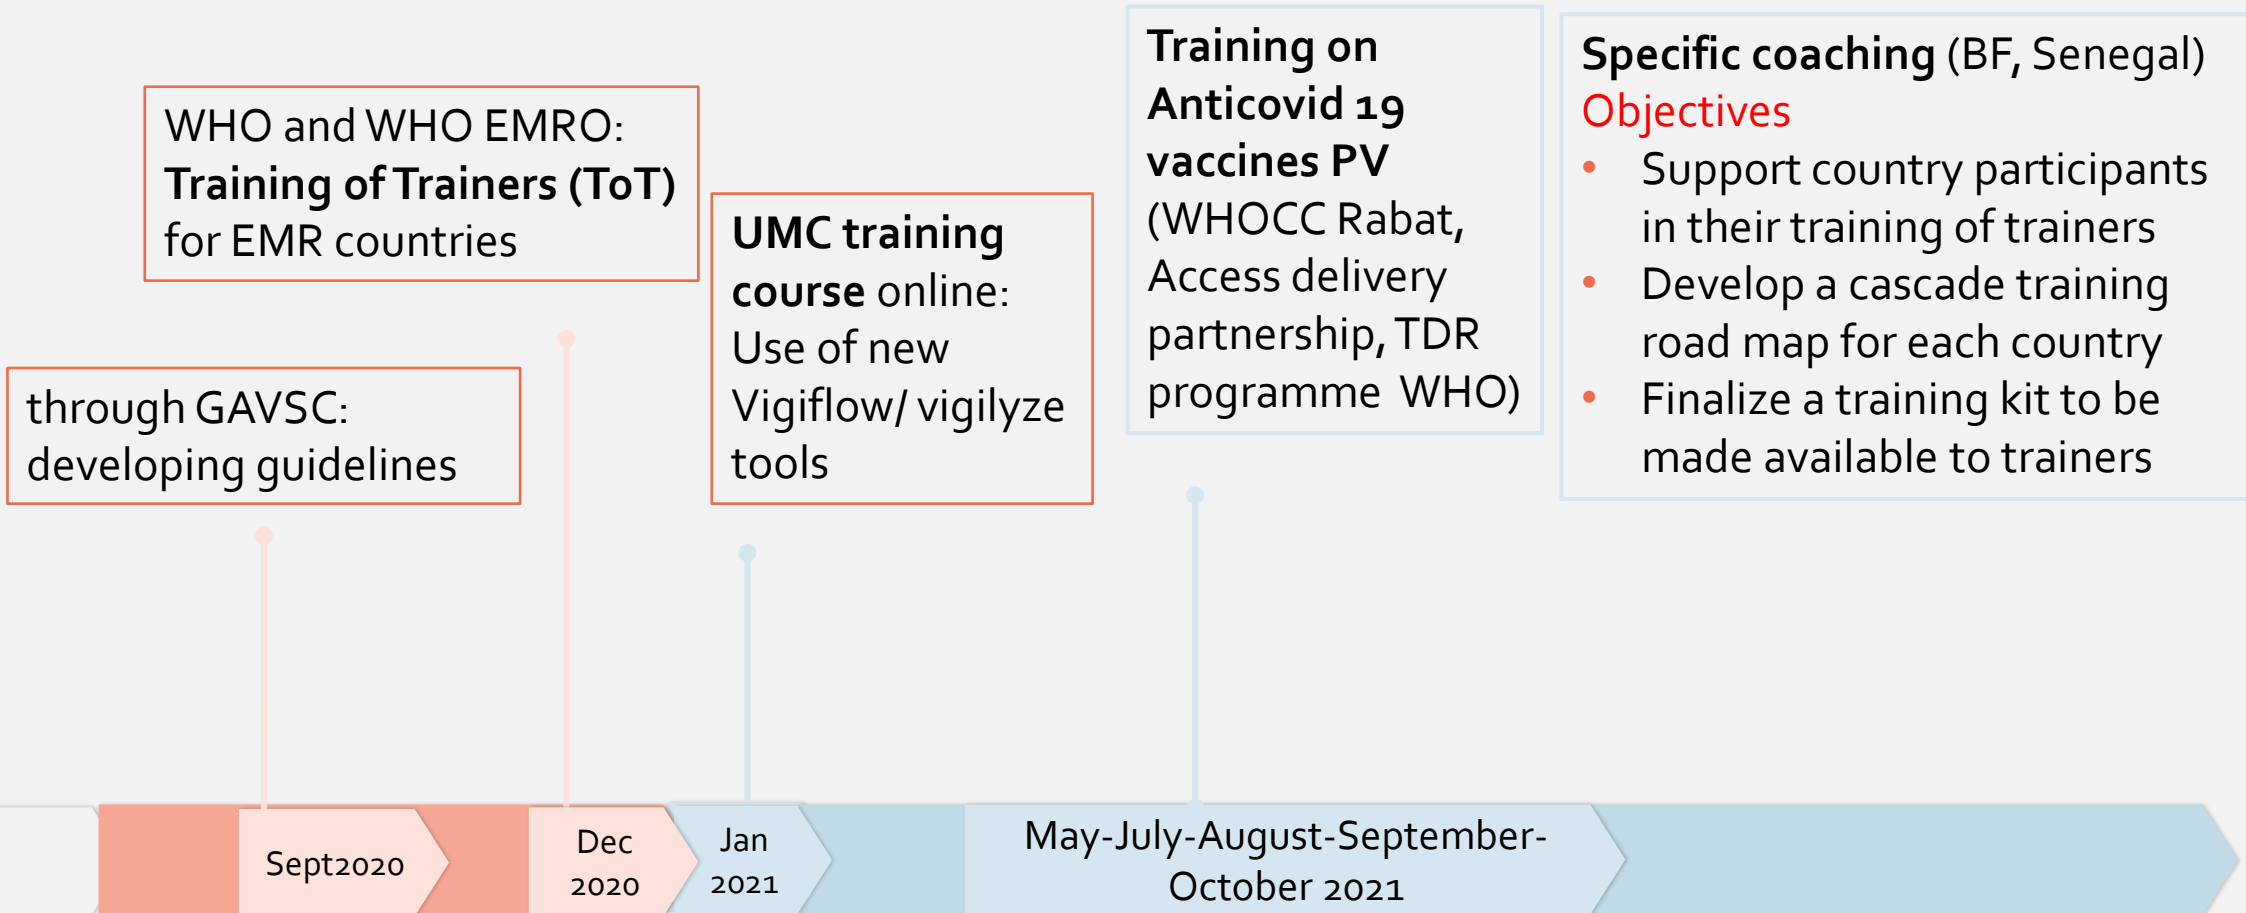 through GAVSC:
developing guidelines
WHO and WHO EMRO:
Training of Trainers (ToT)
for EMR countries
UMC training
course online:
Use of new
Vigiflow/ vigilyze
tools
Training on
Anticovid 19
vaccines PV
(WHOCC Rabat,
Access delivery
partnership, TDR
programme WHO)
Specific coaching (BF, Senegal)
Objectives
• Support country participants
in their training of trainers
• Develop a cascade training
road map for each country
• Finalize a training kit to be
made available to trainers
Sept2020
Dec
2020
Jan
2021
May-July-August-September-
October 2021